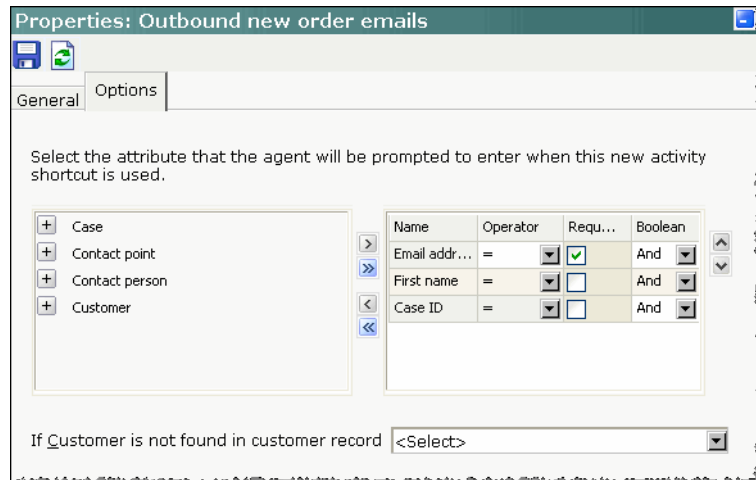 Properties: Outbound new order emails
General
Options
Select the attribute that the agent will be prompted to enter when this new activity
shortcut is used.
Case
Contact point
Contact person
Customer
Name Operator Requ... Boolean
Email addr... = And
First name = And
Case ID = And
If Customer is not found in customer record <Select>